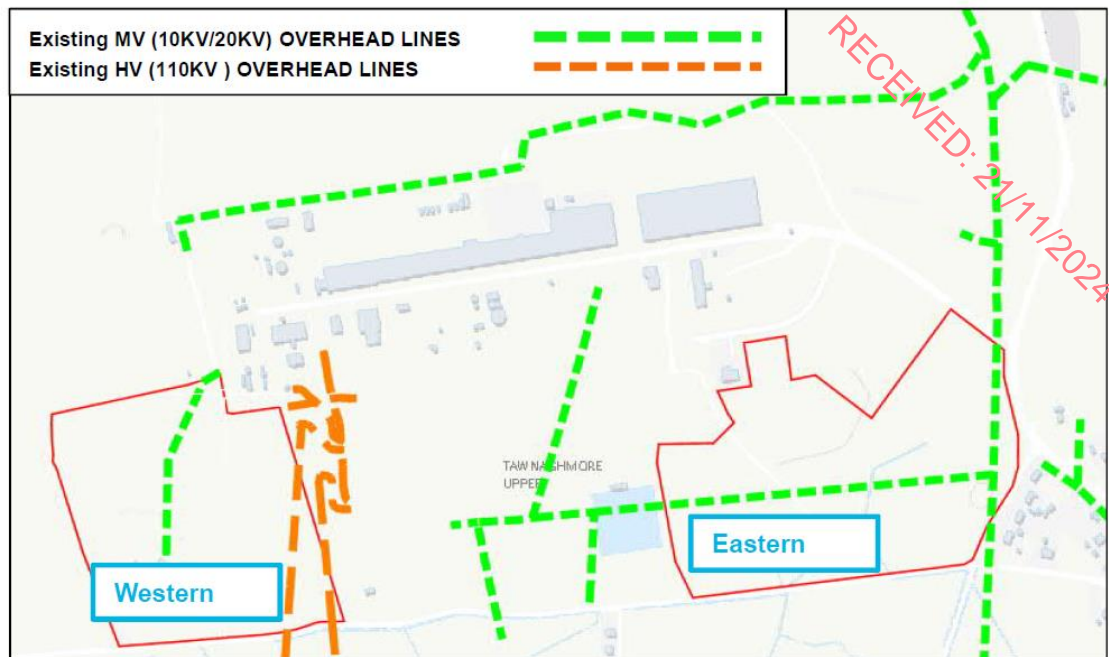 Existing MV (10KV/20KV) OVERHEAD LINES
Existing HV (110KV ) OVERHEAD LINES
RECEIVED: 21/11/2024
TAWNAGHMORE
UPPER
Eastern
Western